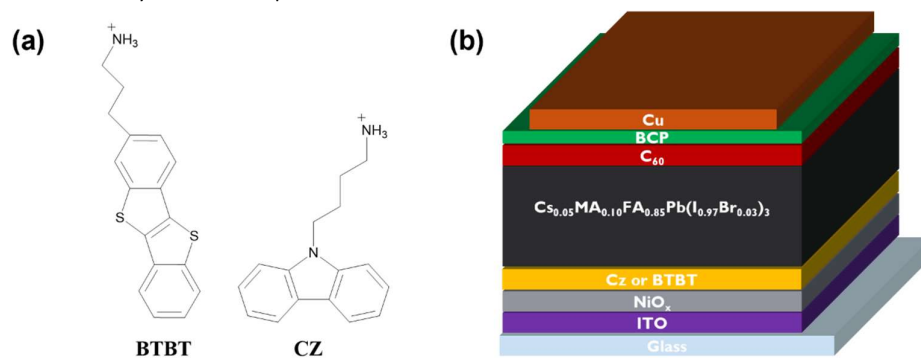 (a)
+
NH3
S
S
BTBT
+
NH3
N
CZ
(b)
Cu
BCP
C60
Cs0.05MA0.10FA0.85Pb(I0.97Br0.03)3
Cz or BTBT
NiOx
ITO
Glass